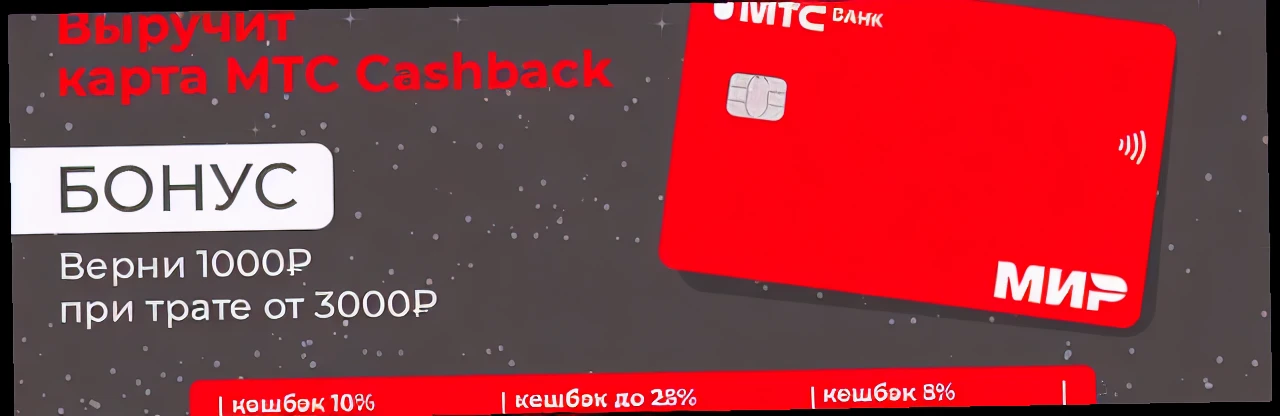 Выручит
карта МТС Cashback
МТС БАНК
БОНУС
Верни 1000₽
при трате от 3000₽
МИР
кешбэк 10%
кешбэк до 25%
кешбэк 8%